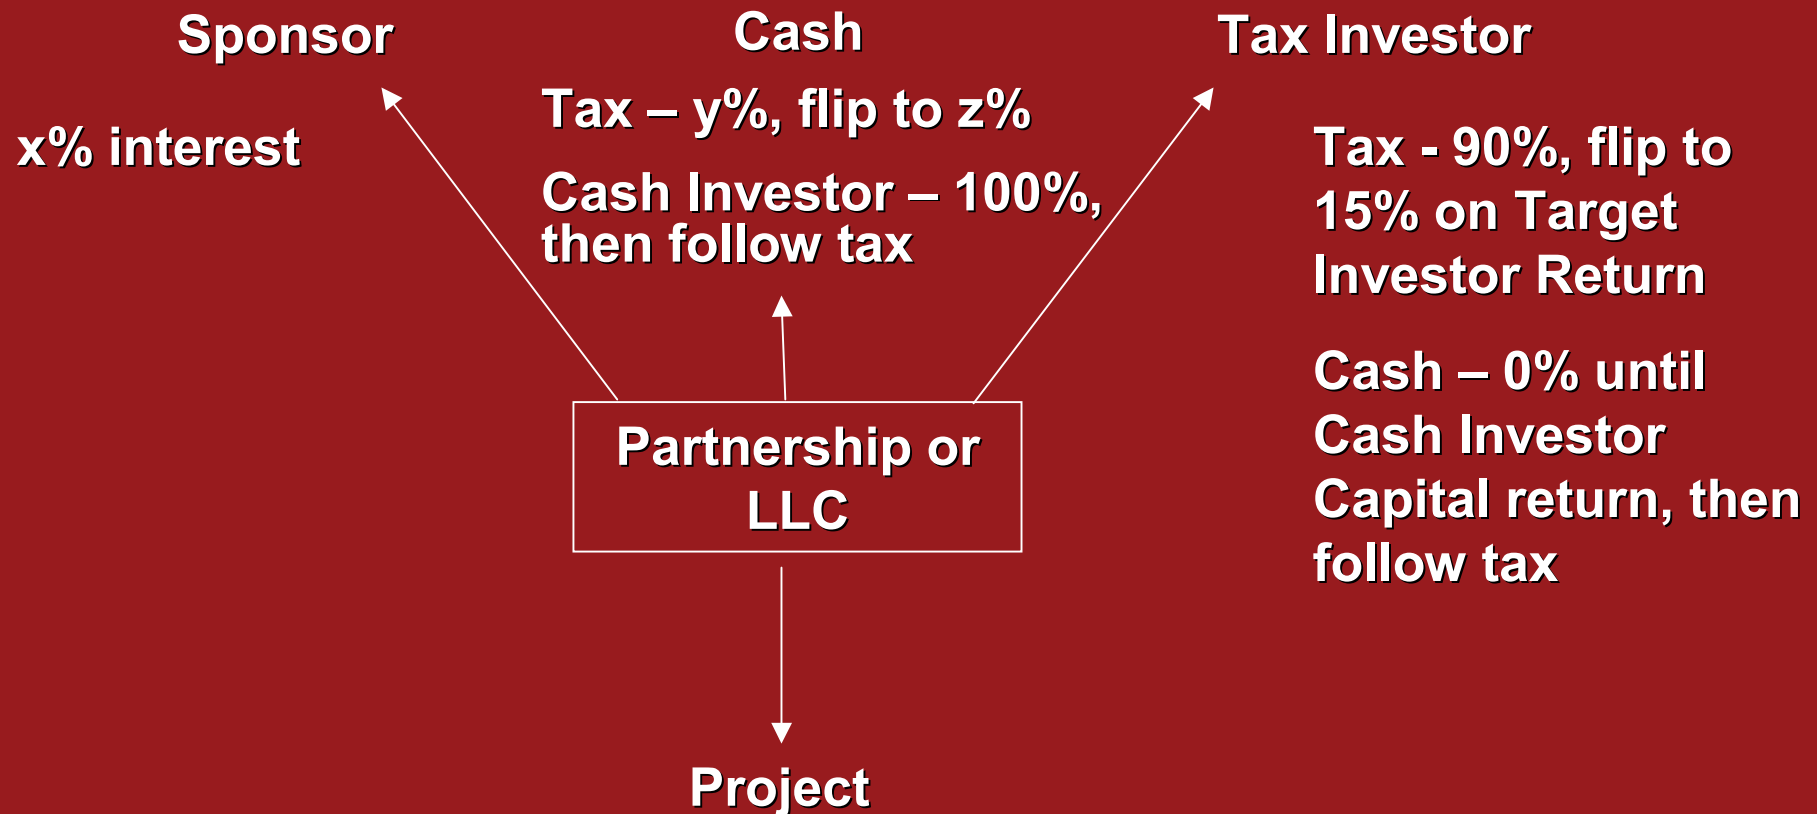 Sponsor
x% interest
Cash
Tax – y%, flip to z%
Cash Investor – 100%,
then follow tax
Tax Investor
Tax - 90%, flip to
15% on Target
Investor Return
Cash – 0% until
Cash Investor
Capital return, then
follow tax
Partnership or
LLC
Project